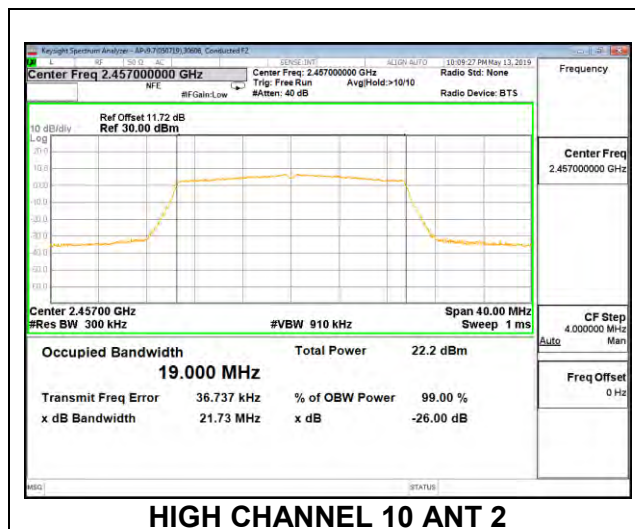 Keysight Spectrum Analyzer - APv9.7(050719),30606, Conducted F2
L RF 50 Ω AC SENSE:INT ALIGN AUTO 10:09:27 PM May 13, 2019
Center Freq 2.457000000 GHz
NFE
#IFGain:Low
Center Freq: 2.457000000 GHz
Trig: Free Run Avg|Hold:>10/10
#Atten: 40 dB
Radio Std: None
Radio Device: BTS
Frequency
Ref Offset 11.72 dB
10 dB/div Ref 30.00 dBm
Log
Center Freq
2.457000000 GHz
Center 2.45700 GHz Span 40.00 MHz
#Res BW 300 kHz #VBW 910 kHz Sweep 1 ms
CF Step
4.000000 MHz
Auto Man
Occupied Bandwidth Total Power 22.2 dBm
19.000 MHz
Freq Offset
0 Hz
Transmit Freq Error 36.737 kHz % of OBW Power 99.00 %
x dB Bandwidth 21.73 MHz x dB -26.00 dB
MSG STATUS
HIGH CHANNEL 10 ANT 2